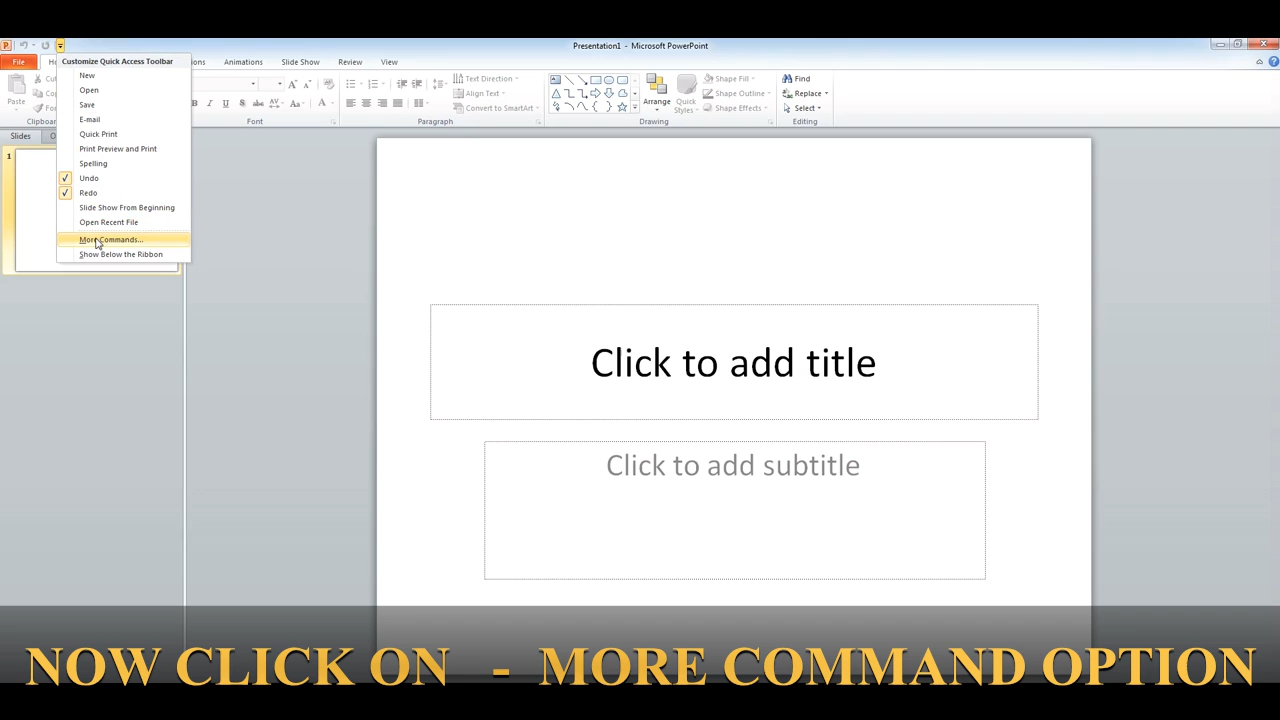 Presentation1 - Microsoft PowerPoint
File
Animations
Slide Show
Review
View
Customize Quick Access Toolbar
New
Open
Save
E-mail
Quick Print
Print Preview and Print
Spelling
Undo
Redo
Slide Show From Beginning
Open Recent File
More Commands...
Show Below the Ribbon
Paste
Text Direction
Align Text
Convert to SmartArt
Arrange
Quick
Styles
Shape Fill
Shape Outline
Shape Effects
Find
Replace
Select
Font
Paragraph
Drawing
Editing
Slides
1
Click to add title
Click to add subtitle
NOW CLICK ON - MORE COMMAND OPTION